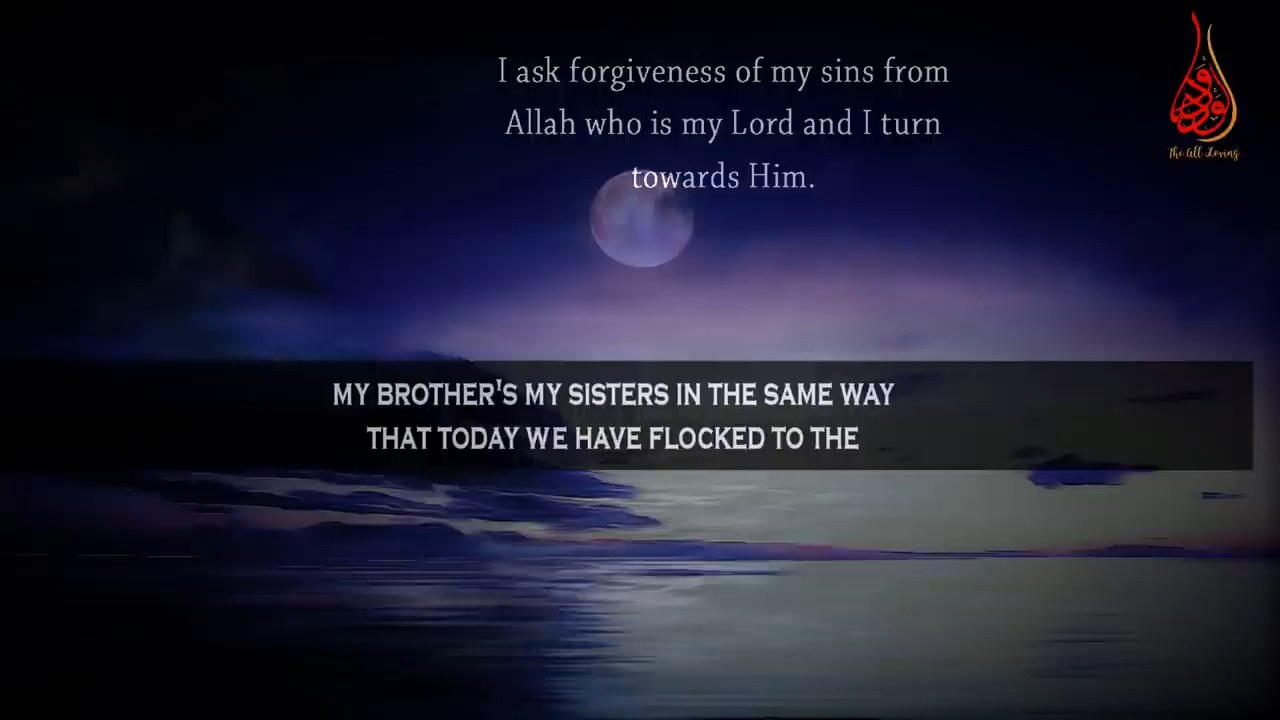 I ask forgiveness of my sins from
Allah who is my Lord and I turn
towards Him.
الودود
The All Loving
MY BROTHER'S MY SISTERS IN THE SAME WAY
THAT TODAY WE HAVE FLOCKED TO THE